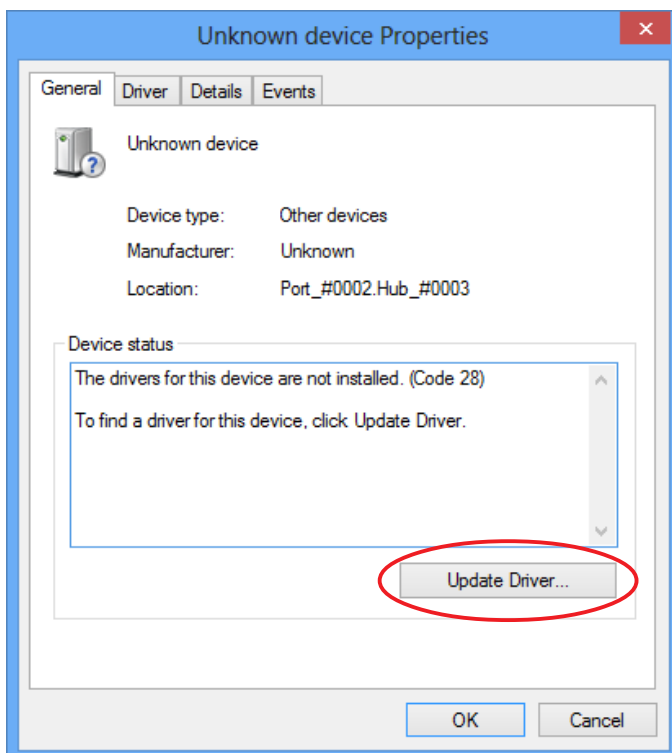 Unknown device Properties
General Driver Details Events
Unknown device
Device type: Other devices
Manufacturer: Unknown
Location: Port_#0002.Hub_#0003
Device status
The drivers for this device are not installed. (Code 28)
To find a driver for this device, click Update Driver.
Update Driver...
OK Cancel